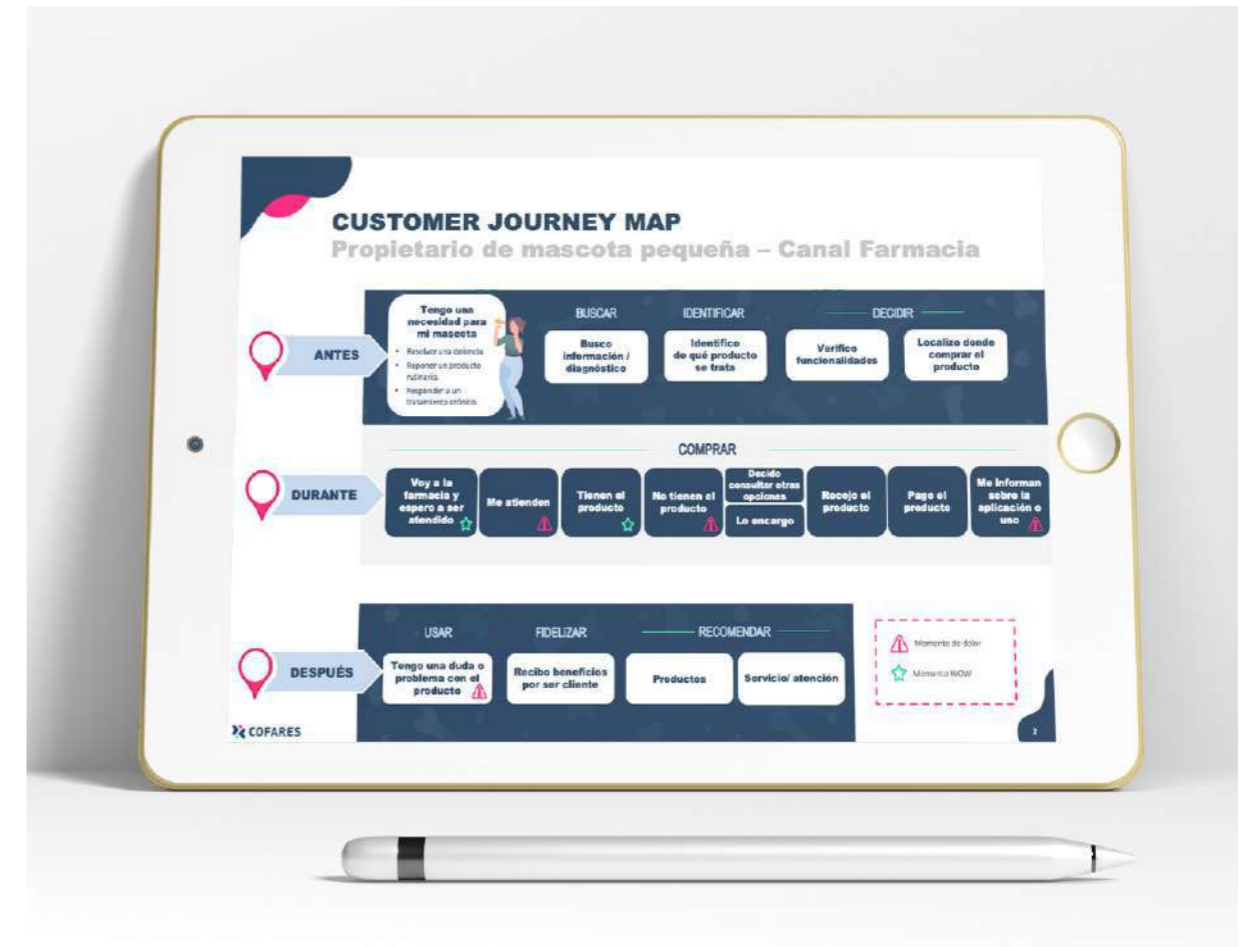 CUSTOMER JOURNEY MAP
Propietario de mascota pequeña – Canal Farmacia
ANTES
Tengo una
necesidad para
mi mascota
• Resolver una dolencia
• Reponer un producto
rutinario.
• Responder a un
tratamiento crónico
BUSCAR
Busco
información /
diagnóstico
IDENTIFICAR
Identifico
de qué producto
se trata
DECIDIR
Verifico
funcionalidades
Localizo donde
comprar el
producto
COMPRAR
DURANTE
Voy a la
farmacia y
espero a ser
atendido
Me atienden
Tienen el
producto
No tienen el
producto
Decido
consultar otras
opciones
Lo encargo
Recojo el
producto
Pago el
producto
Me informan
sobre la
aplicación o
uso
DESPUÉS
USAR
Tengo una duda o
problema con el
producto
FIDELIZAR
Recibo beneficios
por ser cliente
RECOMENDAR
Productos
Servicio/ atención
Momento de dolor
Momento WOW
COFARES
2